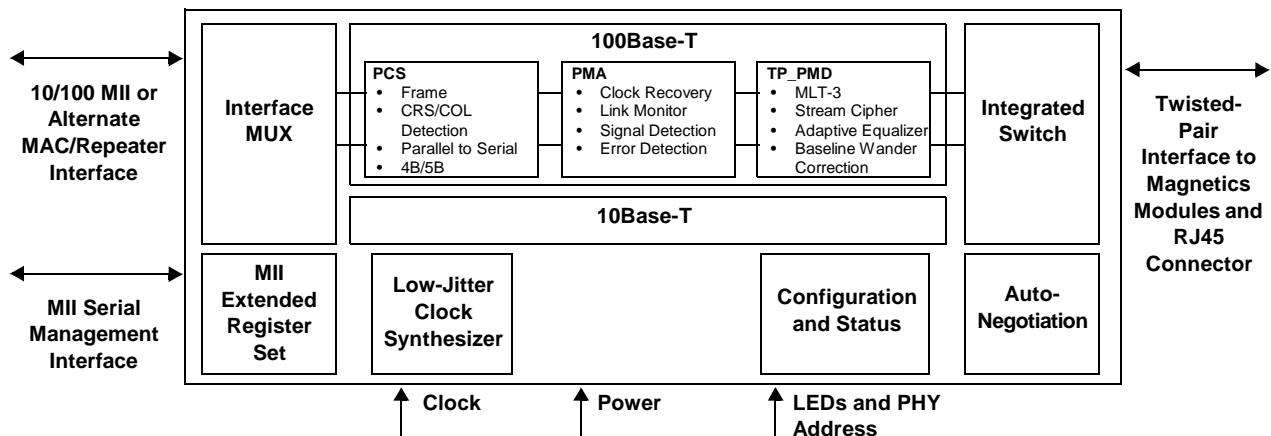 100Base-T
10/100 MII or
Alternate
MAC/Repeater
Interface
Interface
MUX
PCS
• Frame
• CRS/COL
Detection
• Parallel to Serial
• 4B/5B
PMA
• Clock Recovery
• Link Monitor
• Signal Detection
• Error Detection
TP_PMD
• MLT-3
• Stream Cipher
• Adaptive Equalizer
• Baseline Wander
Correction
Integrated
Switch
Twisted-
Pair
Interface to
Magnetics
Modules and
RJ45
Connector
10Base-T
MII Serial
Management
Interface
MII
Extended
Register
Set
Low-Jitter
Clock
Synthesizer
Configuration
and Status
Auto-
Negotiation
Clock
Power
LEDs and PHY
Address